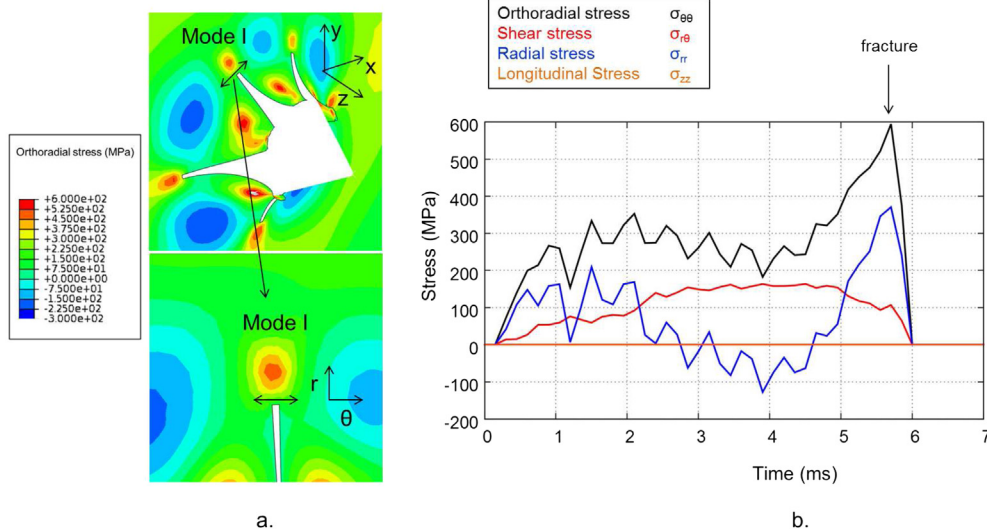 Mode I
y
x
z
Orthoradial stress (MPa)
+6.000e+02
+5.250e+02
+4.500e+02
+3.750e+02
+3.000e+02
+2.250e+02
+1.500e+02
+7.500e+01
+0.000e+00
-7.500e+01
-1.500e+02
-2.250e+02
-3.000e+02
Mode I
r
θ
a.
Orthoradial stress σθθ
Shear stress σrθ
Radial stress σrr
Longitudinal Stress σzz
fracture
Stress (MPa)
600
500
400
300
200
100
0
-100
-200
0 1 2 3 4 5 6 7
Time (ms)
b.